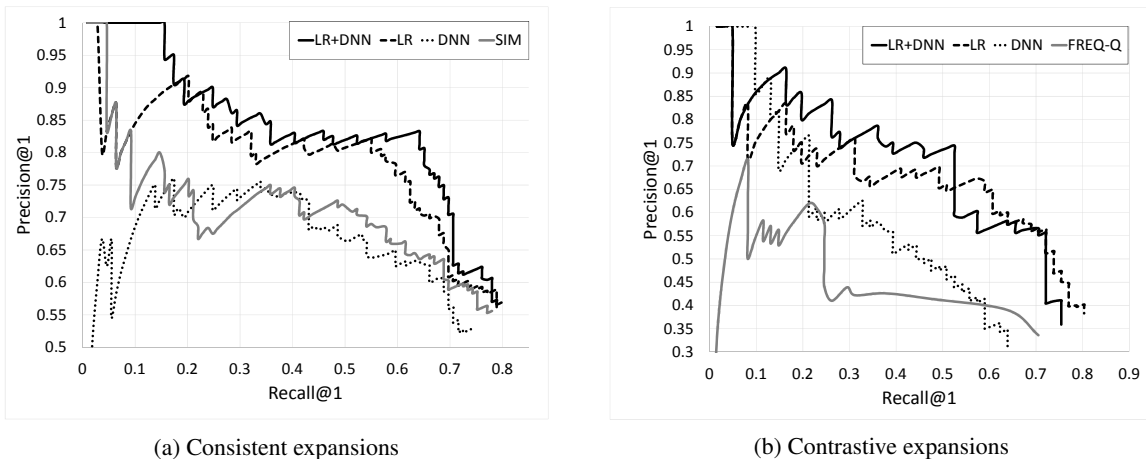 1
0.95
0.9
0.85
0.8
0.75
0.7
0.65
0.6
0.55
0.5
Precision@1
LR+DNN LR DNN SIM
0 0.1 0.2 0.3 0.4 0.5 0.6 0.7 0.8
Recall@1
(a) Consistent expansions
1
0.95
0.9
0.85
0.8
0.75
0.7
0.65
0.6
0.55
0.5
0.45
0.4
0.35
0.3
Precision@1
LR+DNN LR DNN FREQ-Q
0 0.1 0.2 0.3 0.4 0.5 0.6 0.7 0.8 0.9
Recall@1
(b) Contrastive expansions